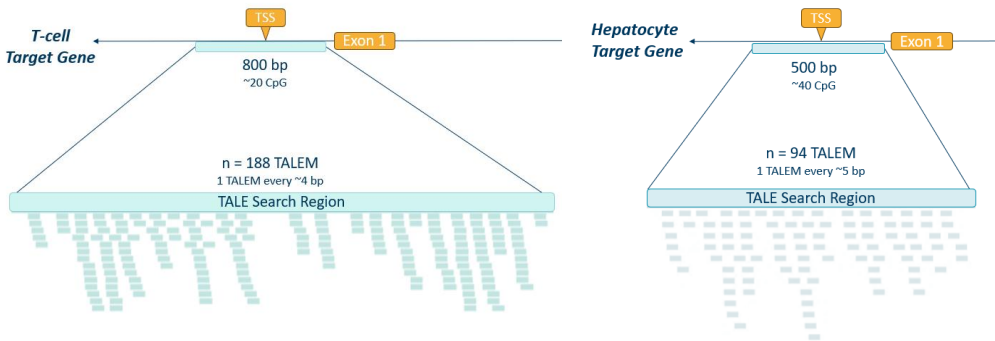 TSS
T-cell
Target Gene
Exon 1
800 bp
~20 CpG
n = 188 TALEM
1 TALEM every ~4 bp
TALE Search Region
TSS
Hepatocyte
Target Gene
Exon 1
500 bp
~40 CpG
n = 94 TALEM
1 TALEM every ~5 bp
TALE Search Region